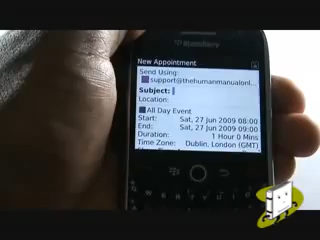 BlackBerry
New Appointment
Send Using:
support@thehumanmanualonl...
Subject:
Location:
All Day Event
Start: Sat, 27 Jun 2009 08:00
End: Sat, 27 Jun 2009 09:00
Duration: 1 Hour 0 Mins
Time Zone: Dublin, London (GMT)